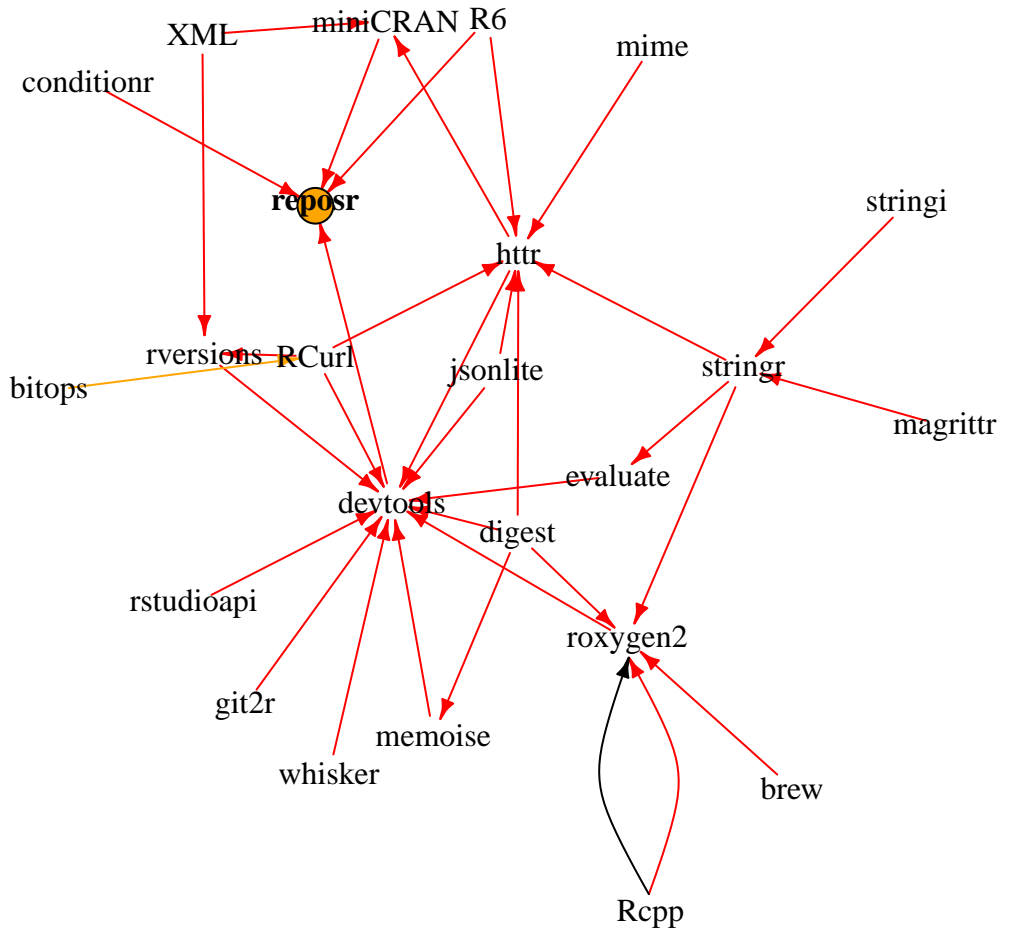 XML
miniCRAN
R6
mime
conditionr
reposr
stringi
httr
rversions
RCurl
jsonlite
stringr
bitops
magrittr
evaluate
devtools
digest
rstudioapi
roxygen2
git2r
memoise
whisker
brew
Rcpp